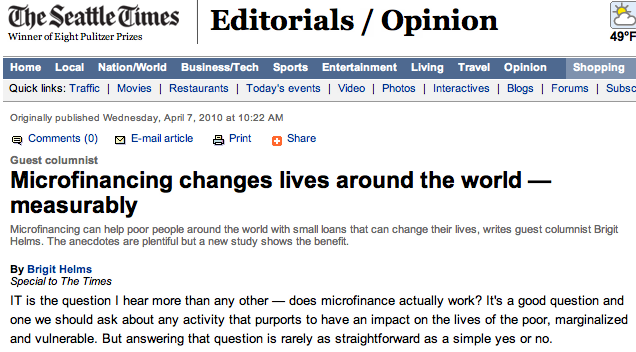 The Seattle Times
Winner of Eight Pulitzer Prizes
Editorials / Opinion
49°F
Home Local Nation/World Business/Tech Sports Entertainment Living Travel Opinion Shopping
Quick links: Traffic | Movies | Restaurants | Today's events | Video | Photos | Interactives | Blogs | Forums | Subsc
Originally published Wednesday, April 7, 2010 at 10:22 AM
Comments (0) E-mail article Print Share
Guest columnist
Microfinancing changes lives around the world —
measurably
Microfinancing can help poor people around the world with small loans that can change their lives, writes guest columnist Brigit
Helms. The anecdotes are plentiful but a new study shows the benefit.
By Brigit Helms
Special to The Times
IT is the question I hear more than any other — does microfinance actually work? It's a good question and
one we should ask about any activity that purports to have an impact on the lives of the poor, marginalized
and vulnerable. But answering that question is rarely as straightforward as a simple yes or no.